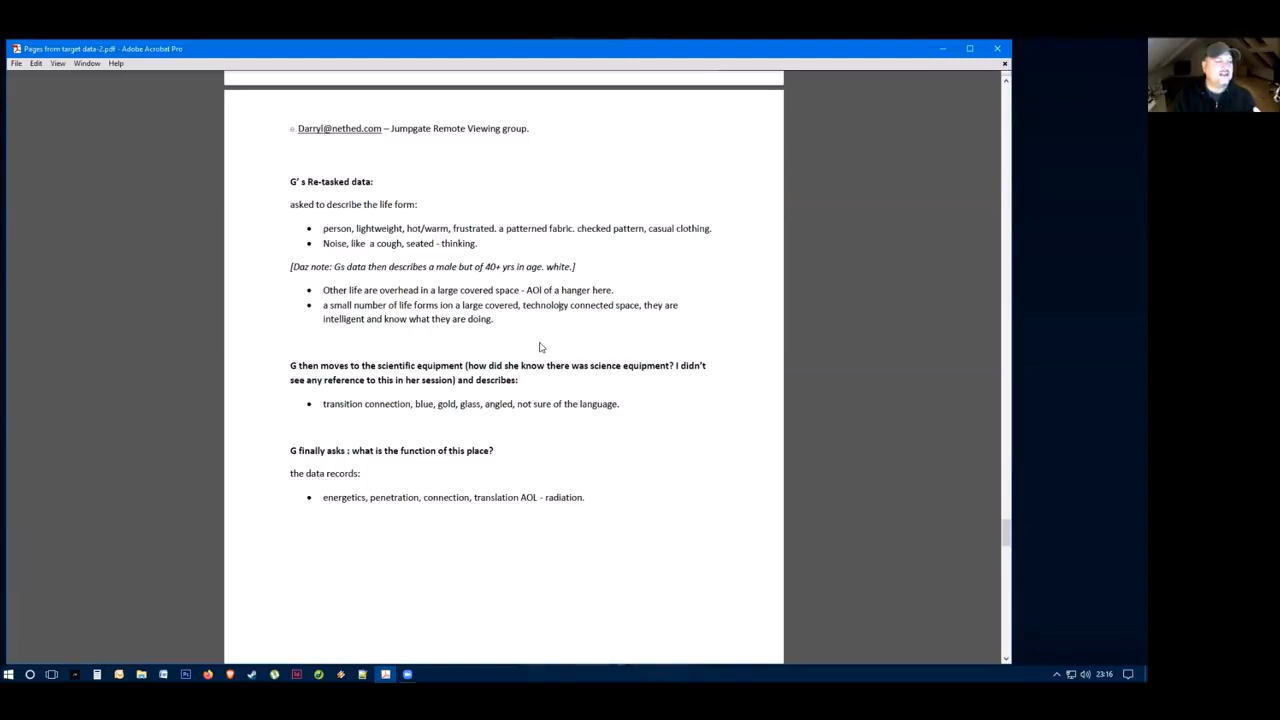 Pages from target data-2.pdf - Adobe Acrobat Pro
File Edit View Window Help
Darryl@nethed.com – Jumpgate Remote Viewing group.
G' s Re-tasked data:
asked to describe the life form:
person, lightweight, hot/warm, frustrated. a patterned fabric. checked pattern, casual clothing.
Noise, like a cough, seated - thinking.
[Daz note: Gs data then describes a male but of 40+ yrs in age. white.]
Other life are overhead in a large covered space - AOl of a hanger here.
a small number of life forms ion a large covered, technology connected space, they are
intelligent and know what they are doing.
G then moves to the scientific equipment (how did she know there was science equipment? I didn't
see any reference to this in her session) and describes:
transition connection, blue, gold, glass, angled, not sure of the language.
G finally asks : what is the function of this place?
the data records:
energetics, penetration, connection, translation AOL - radiation.
23:16